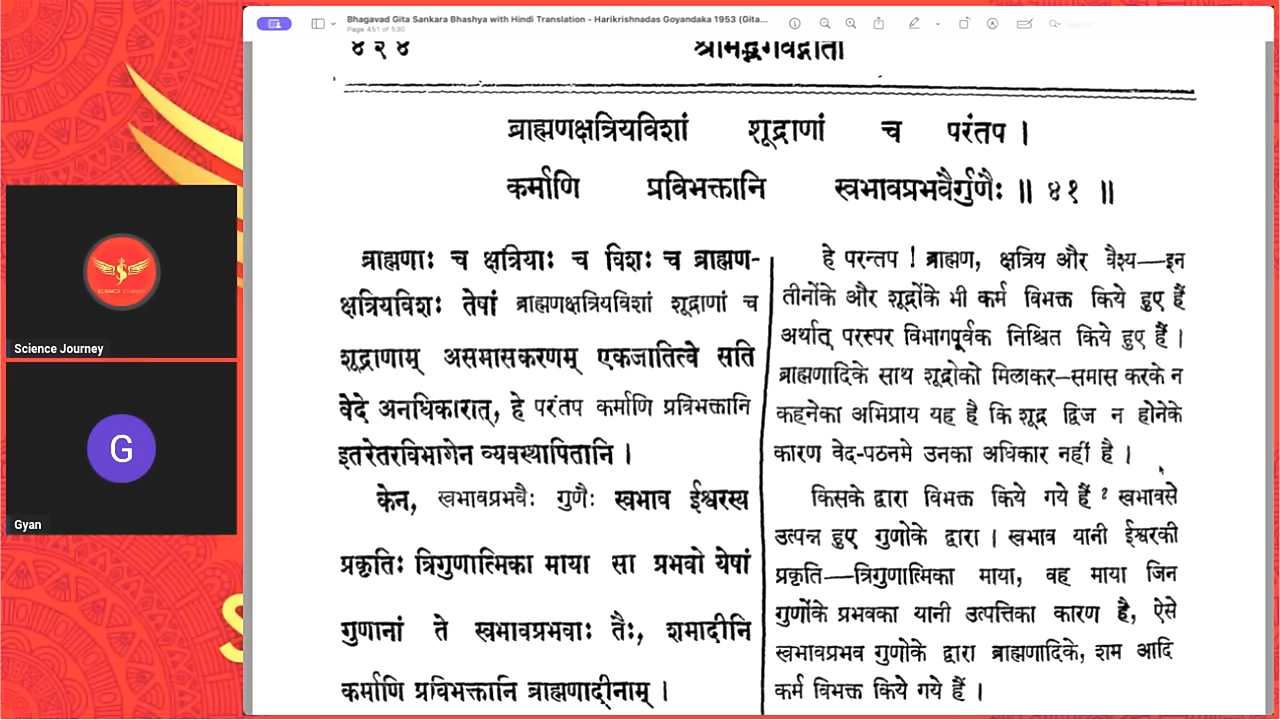 Bhagavad Gita Sankara Bhashya with Hindi Translation - Harikrishnadas Goyandaka 1953 (Gita...
Page 451 of 530
४२४ श्रीमद्भगवद्गीता
ब्राह्मणक्षत्रियविशां शूद्राणां च परंतप ।
कर्माणि प्रविभक्तानि स्वभावप्रभवैर्गुणैः ॥ ४१ ॥
ब्राह्मणाः च क्षत्रियाः च विशः च ब्राह्मण-
क्षत्रियविशः तेषां ब्राह्मणक्षत्रियविशां शूद्राणां च
शूद्राणाम् असमासकरणम् एकजातित्वे सति
वेदे अनधिकारात्, हे परंतप कर्माणि प्रविभक्तानि
इतरेतरविभागेन व्यवस्थापितानि ।
केन, स्वभावप्रभवैः गुणैः स्वभाव ईश्वरस्य
प्रकृतिः त्रिगुणात्मिका माया सा प्रभवो येषां
गुणानां ते स्वभावप्रभवाः तैः, शमादीनि
कर्माणि प्रविभक्तानि ब्राह्मणादीनाम् ।
हे परन्तप ! ब्राह्मण, क्षत्रिय और वैश्य—इन
तीनोंके और शूद्रोंके भी कर्म विभक्त किये हुए हैं
अर्थात् परस्पर विभागपूर्वक निश्चित किये हुए हैं ।
ब्राह्मणादिके साथ शूद्रोको मिलाकर—समास करके न
कहनेका अभिप्राय यह है कि शूद्र द्विज न होनेके
कारण वेद-पठनमे उनका अधिकार नहीं है ।
किसके द्वारा विभक्त किये गये हैं ? स्वभावसे
उत्पन्न हुए गुणोके द्वारा । स्वभाव यानी ईश्वरकी
प्रकृति—त्रिगुणात्मिका माया, वह माया जिन
गुणोंके प्रभवका यानी उत्पत्तिका कारण है, ऐसे
स्वभावप्रभव गुणोके द्वारा ब्राह्मणादिके, शम आदि
कर्म विभक्त किये गये हैं ।
Science Journey
G
Gyan